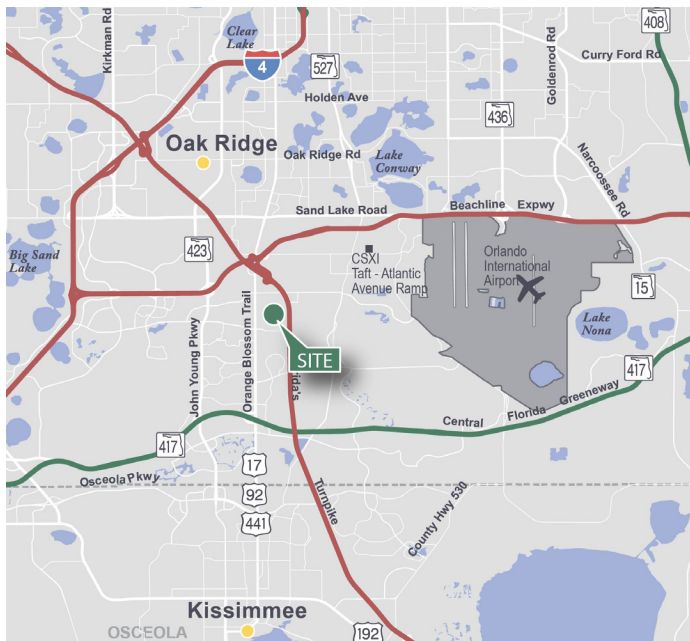 Kirkman Rd
Clear
Lake
4
527
408
Curry Ford Rd
Goldenrod Rd
Holden Ave
436
Oak Ridge
Oak Ridge Rd
Lake
Conway
Narcoossee Rd
Sand Lake Road
Beachline Expwy
423
Big Sand
Lake
CSXI
Taft - Atlantic
Avenue Ramp
Orlando
International
Airport
15
Lake
Nona
John Young Pkwy
Orange Blossom Trail
SITE
417
Central Florida Greeneway
417
Osceola Pkwy
17
92
441
Turnpike
County Hwy 530
Kissimmee
OSCEOLA
192